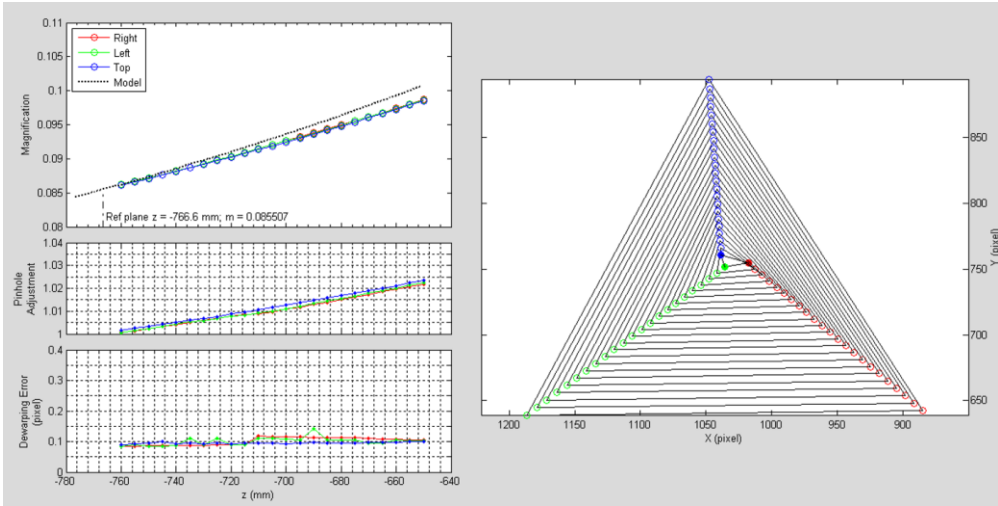 0.11
0.105
0.1
0.095
0.09
0.085
0.08
Magnification
Right
Left
Top
Model
Ref plane z = -766.6 mm; m = 0.085507
1.04
1.03
1.02
1.01
1
Pinhole
Adjustment
0.4
0.3
0.2
0.1
0
Dewarping Error
(pixel)
-780 -760 -740 -720 -700 -680 -660 -640
z (mm)
850
800
750
700
650
Y (pixel)
1200 1150 1100 1050 1000 950 900
X (pixel)